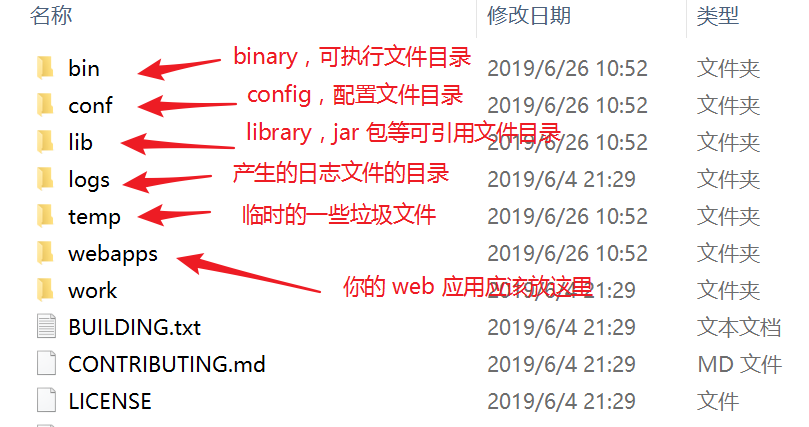 名称 修改日期 类型
bin binary，可执行文件目录 2019/6/26 10:52 文件夹
conf config，配置文件目录 2019/6/26 10:52 文件夹
lib library，jar 包等可引用文件目录 2019/6/26 10:52 文件夹
logs 产生的日志文件的目录 2019/6/4 21:29 文件夹
temp 临时的一些垃圾文件 2019/6/26 10:52 文件夹
webapps 2019/6/26 10:52 文件夹
work 你的 web 应用应该放这里 2019/6/4 21:29 文件夹
BUILDING.txt 2019/6/4 21:29 文本文档
CONTRIBUTING.md 2019/6/4 21:29 MD 文件
LICENSE 2019/6/4 21:29 文件